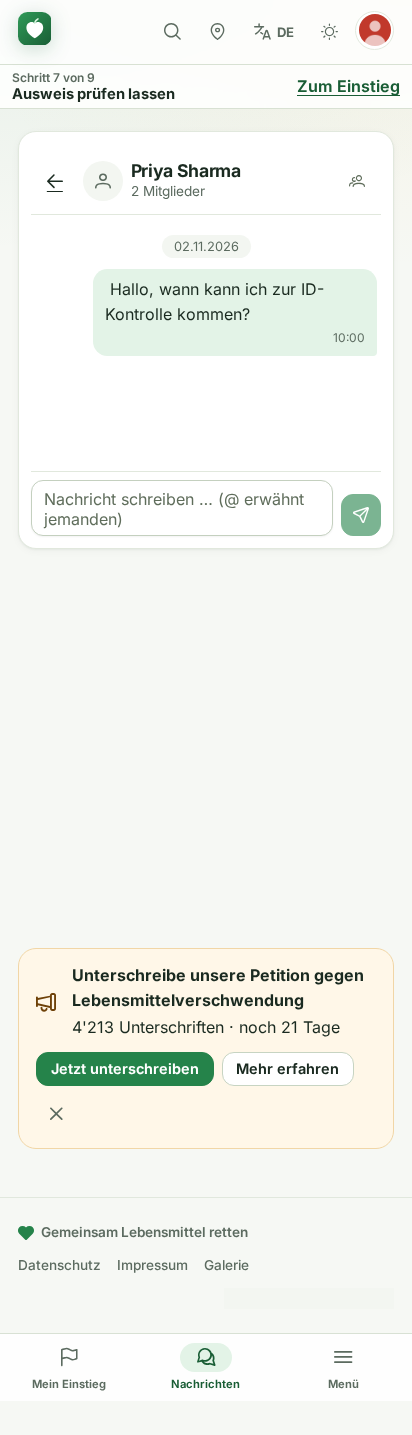 DE
Schritt 7 von 9
Ausweis prüfen lassen
Zum Einstieg
Priya Sharma
2 Mitglieder
02.11.2026
Hallo, wann kann ich zur ID-
Kontrolle kommen?
10:00
Nachricht schreiben ... (@ erwähnt
jemanden)
Unterschreibe unsere Petition gegen
Lebensmittelverschwendung
4'213 Unterschriften · noch 21 Tage
Jetzt unterschreiben
Mehr erfahren
Gemeinsam Lebensmittel retten
Datenschutz Impressum Galerie
Mein Einstieg
Nachrichten
Menü